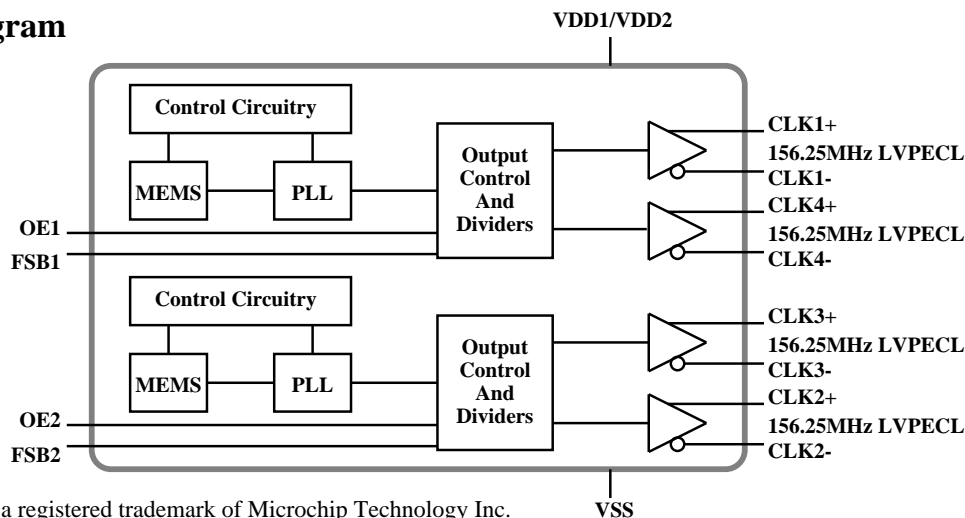 gram
VDD1/VDD2
Control Circuitry
MEMS
PLL
Output
Control
And
Dividers
CLK1+
156.25MHz LVPECL
CLK1-
CLK4+
156.25MHz LVPECL
CLK4-
OE1
FSB1
Control Circuitry
MEMS
PLL
Output
Control
And
Dividers
CLK3+
156.25MHz LVPECL
CLK3-
CLK2+
156.25MHz LVPECL
CLK2-
OE2
FSB2
VSS
a registered trademark of Microchip Technology Inc.